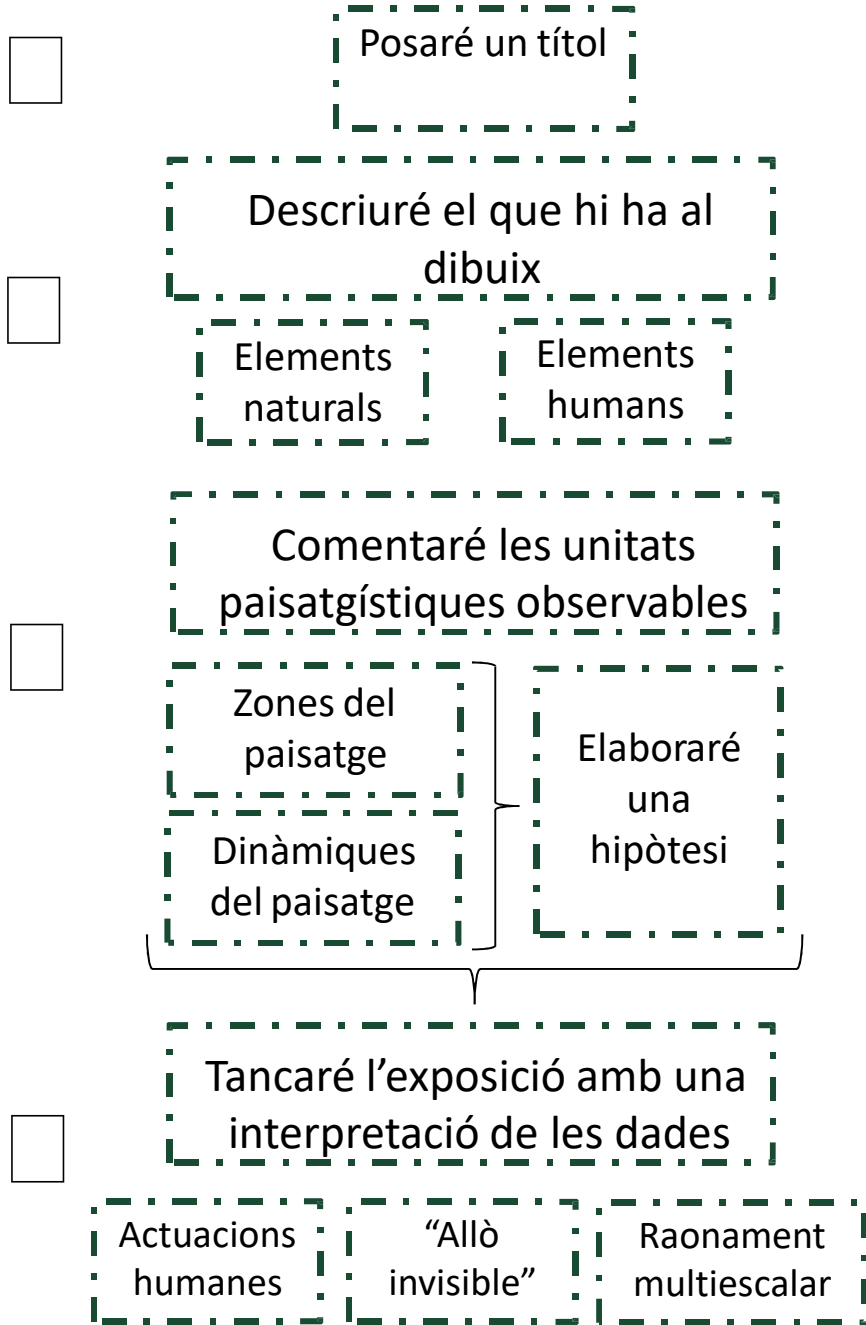 Posaré un títol
Descriuré el que hi ha al
dibuix
Elements
naturals
Elements
humans
Comentaré les unitats
paisatgístiques observables
Zones del
paisatge
Dinàmiques
del paisatge
Elaboraré
una
hipòtesi
Tancaré l’exposició amb una
interpretació de les dades
Actuacions
humanes
“Allò
invisible”
Raonament
multiescalar